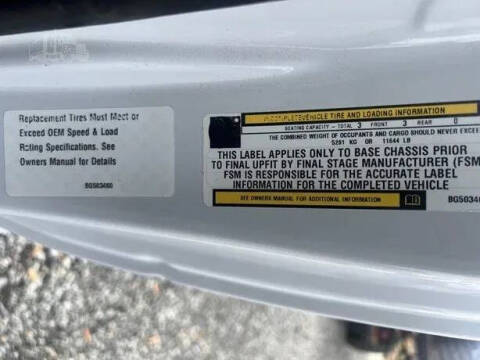 Replacement Tires Must Meet or
Exceed OEM Speed & Load
Rating Specifications. See
Owners Manual for Details
BG503460
INCOMPLETE VEHICLE TIRE AND LOADING INFORMATION
SEATING CAPACITY - TOTAL 3 FRONT 3 REAR 0
THE COMBINED WEIGHT OF OCCUPANTS AND CARGO SHOULD NEVER EXCEE
5281 KG OR 11644 LB
THIS LABEL APPLIES ONLY TO BASE CHASSIS PRIOR
TO FINAL UPFIT BY FINAL STAGE MANUFACTURER (FSM
FSM IS RESPONSIBLE FOR THE ACCURATE LABEL
INFORMATION FOR THE COMPLETED VEHICLE
SEE OWNERS MANUAL FOR ADDITIONAL INFORMATION
BG50346